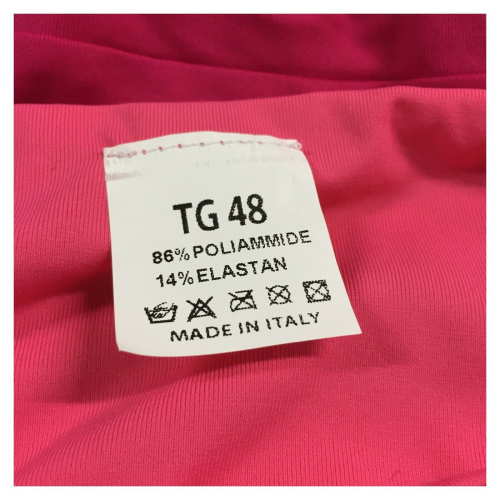 TG 48
86% POLIAMMIDE
14% ELASTAN
MADE IN ITALY